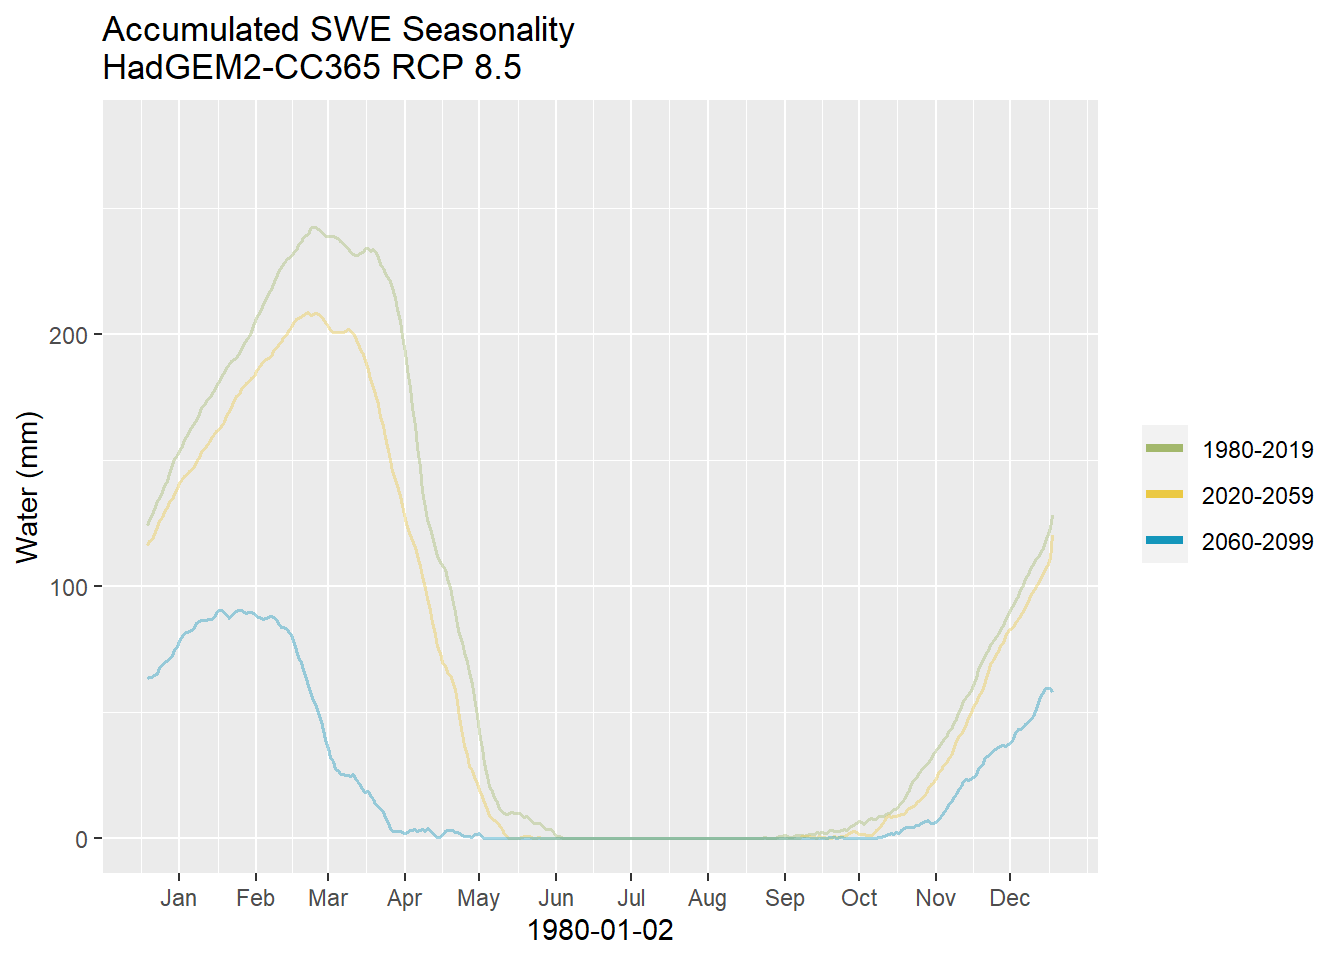 Accumulated SWE Seasonality
HadGEM2-CC365 RCP 8.5
Water (mm)
200
100
0
Jan Feb Mar Apr May Jun Jul Aug Sep Oct Nov Dec
1980-01-02
1980-2019
2020-2059
2060-2099